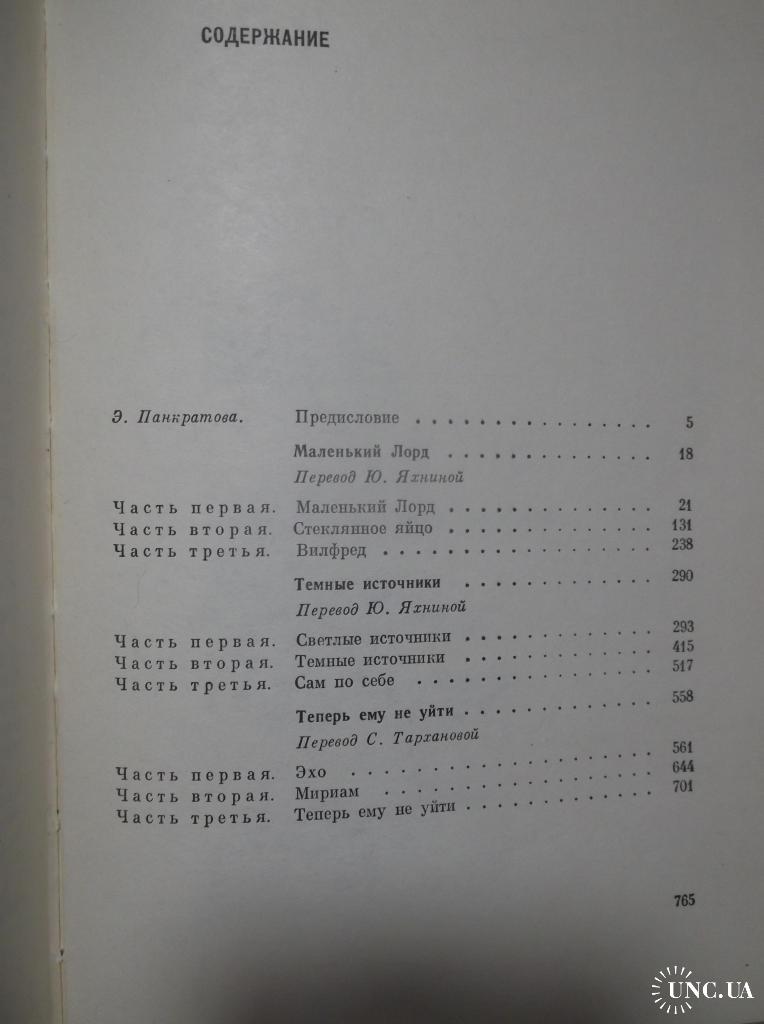 СОДЕРЖАНИЕ
Э. Панкратова. Предисловие . . . . . . . . . . . . . . . 5
Маленький Лорд . . . . . . . . . . . . . 18
Перевод Ю. Яхниной
Часть первая. Маленький Лорд . . . . . . . . . . . . . 21
Часть вторая. Стеклянное яйцо . . . . . . . . . . . . . 131
Часть третья. Вилфред . . . . . . . . . . . . . . . . . 238
Темные источники . . . . . . . . . . . . 290
Перевод Ю. Яхниной
Часть первая. Светлые источники . . . . . . . . . . . . 293
Часть вторая. Темные источники . . . . . . . . . . . . 415
Часть третья. Сам по себе . . . . . . . . . . . . . . . 517
Теперь ему не уйти . . . . . . . . . . . . 558
Перевод С. Тархановой
Часть первая. Эхо . . . . . . . . . . . . . . . . . . . 561
Часть вторая. Мириам . . . . . . . . . . . . . . . . . 644
Часть третья. Теперь ему не уйти . . . . . . . . . . . . 701
765
UNC.UA